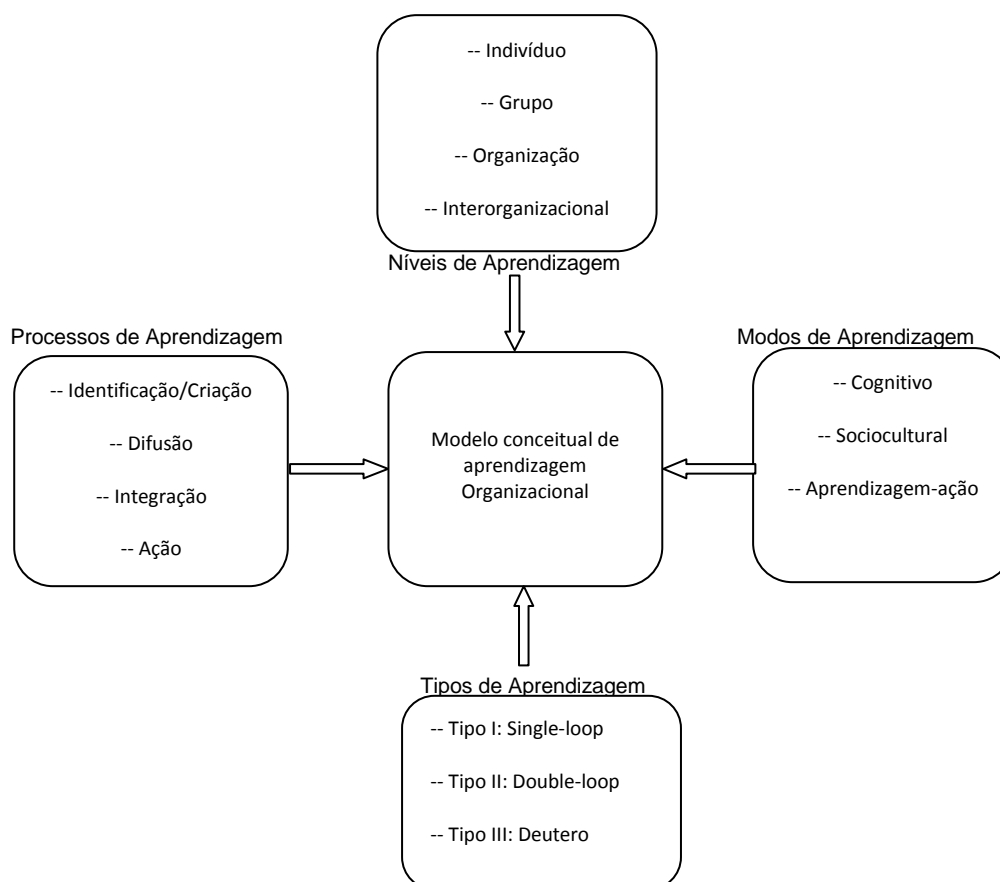 -- Indivíduo
-- Grupo
-- Organização
-- Interorganizacional
Níveis de Aprendizagem
Processos de Aprendizagem
-- Identificação/Criação
-- Difusão
-- Integração
-- Ação
Modelo conceitual de
aprendizagem
Organizacional
Modos de Aprendizagem
-- Cognitivo
-- Sociocultural
-- Aprendizagem-ação
Tipos de Aprendizagem
-- Tipo I: Single-loop
-- Tipo II: Double-loop
-- Tipo III: Deutero